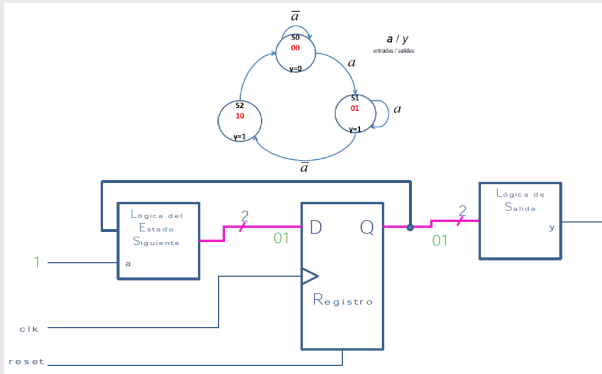 a
S0
00
y=0
a / y
entradas / salidas
a
S2
10
y=1
S1
01
y=1
a
a
Lógica del
Estado
Siguiente
a
2
01
D
Q
Registro
2
01
Lógica de
Salida
y
1
clk
reset